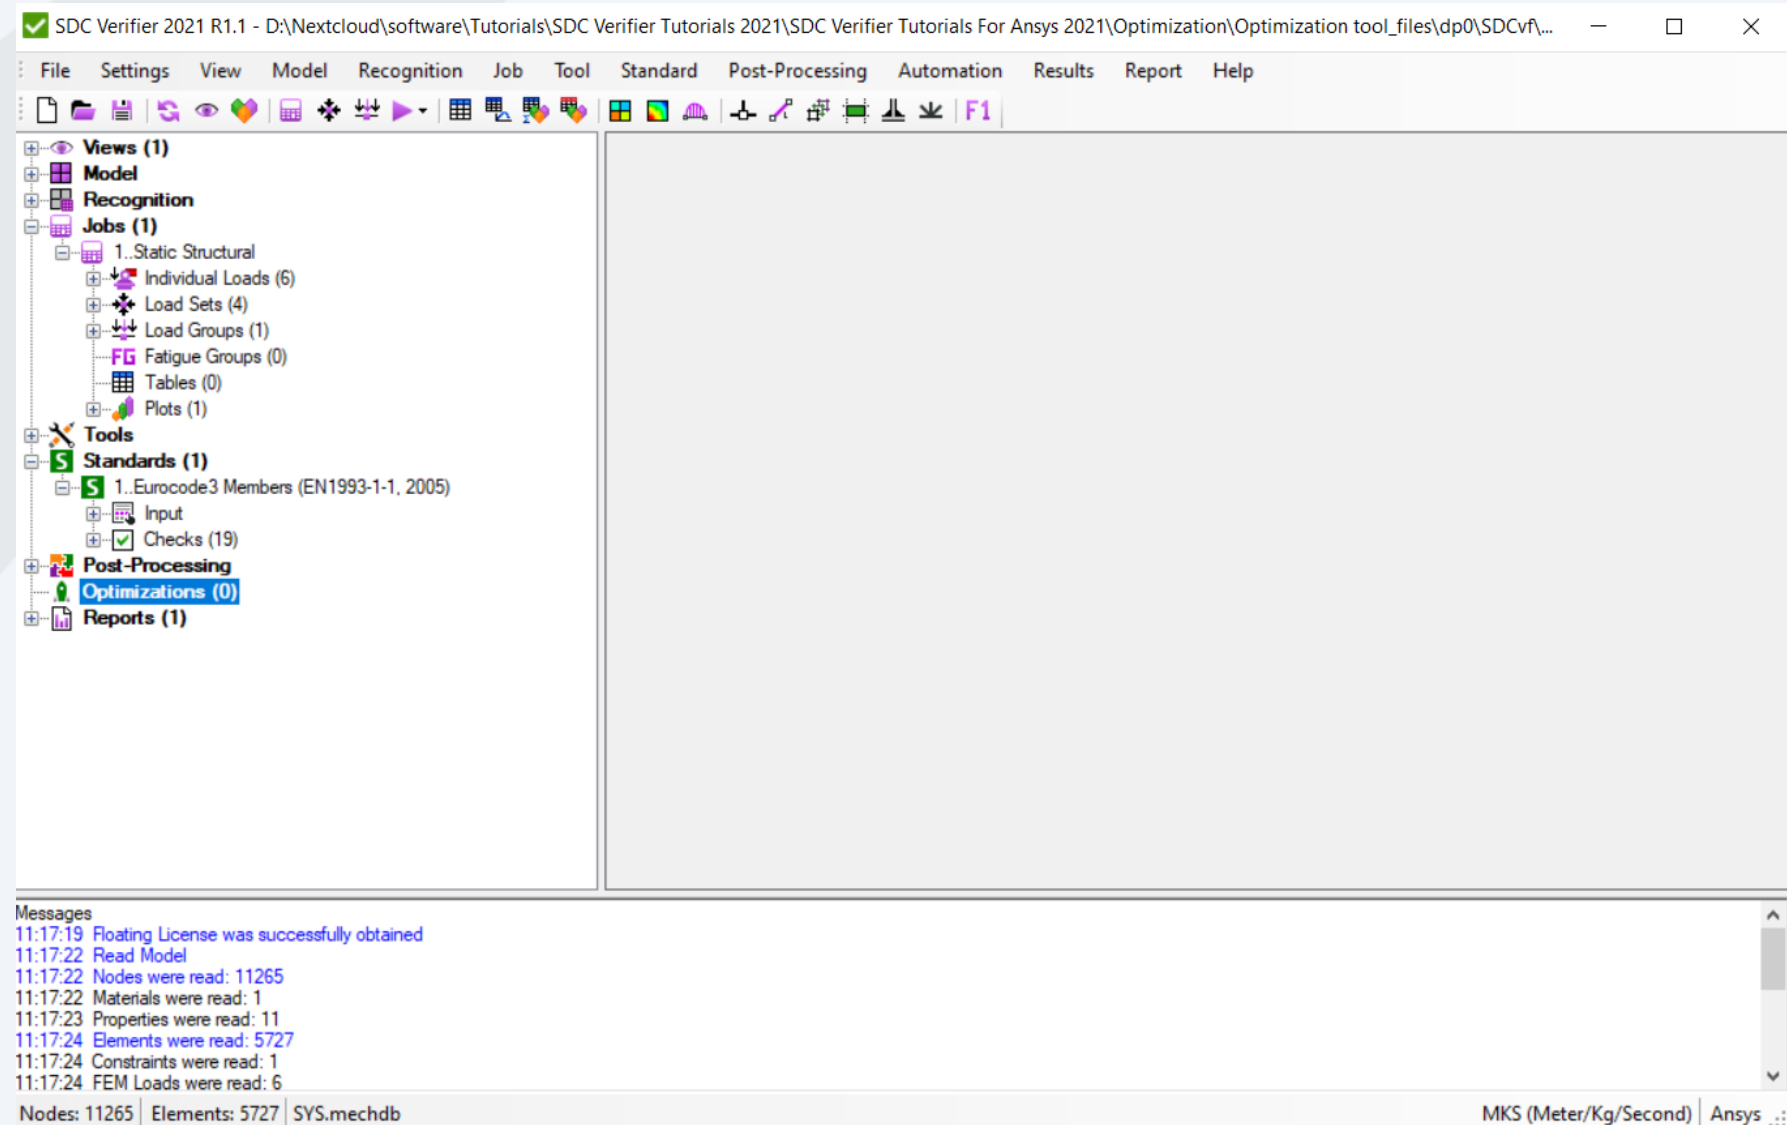 SDC Verifier 2021 R1.1 - D:\Nextcloud\software\Tutorials\SDC Verifier Tutorials 2021\SDC Verifier Tutorials For Ansys 2021\Optimization\Optimization tool_files\dp0\SDCvf\...
File Settings View Model Recognition Job Tool Standard Post-Processing Automation Results Report Help
F1
Views (1)
Model
Recognition
Jobs (1)
1..Static Structural
Individual Loads (6)
Load Sets (4)
Load Groups (1)
FG Fatigue Groups (0)
Tables (0)
Plots (1)
Tools
S Standards (1)
S 1..Eurocode3 Members (EN1993-1-1, 2005)
Input
Checks (19)
Post-Processing
Optimizations (0)
Reports (1)
Messages
11:17:19 Floating License was successfully obtained
11:17:22 Read Model
11:17:22 Nodes were read: 11265
11:17:22 Materials were read: 1
11:17:23 Properties were read: 11
11:17:24 Elements were read: 5727
11:17:24 Constraints were read: 1
11:17:24 FEM Loads were read: 6
Nodes: 11265 Elements: 5727 SYS.mechdb MKS (Meter/Kg/Second) Ansys